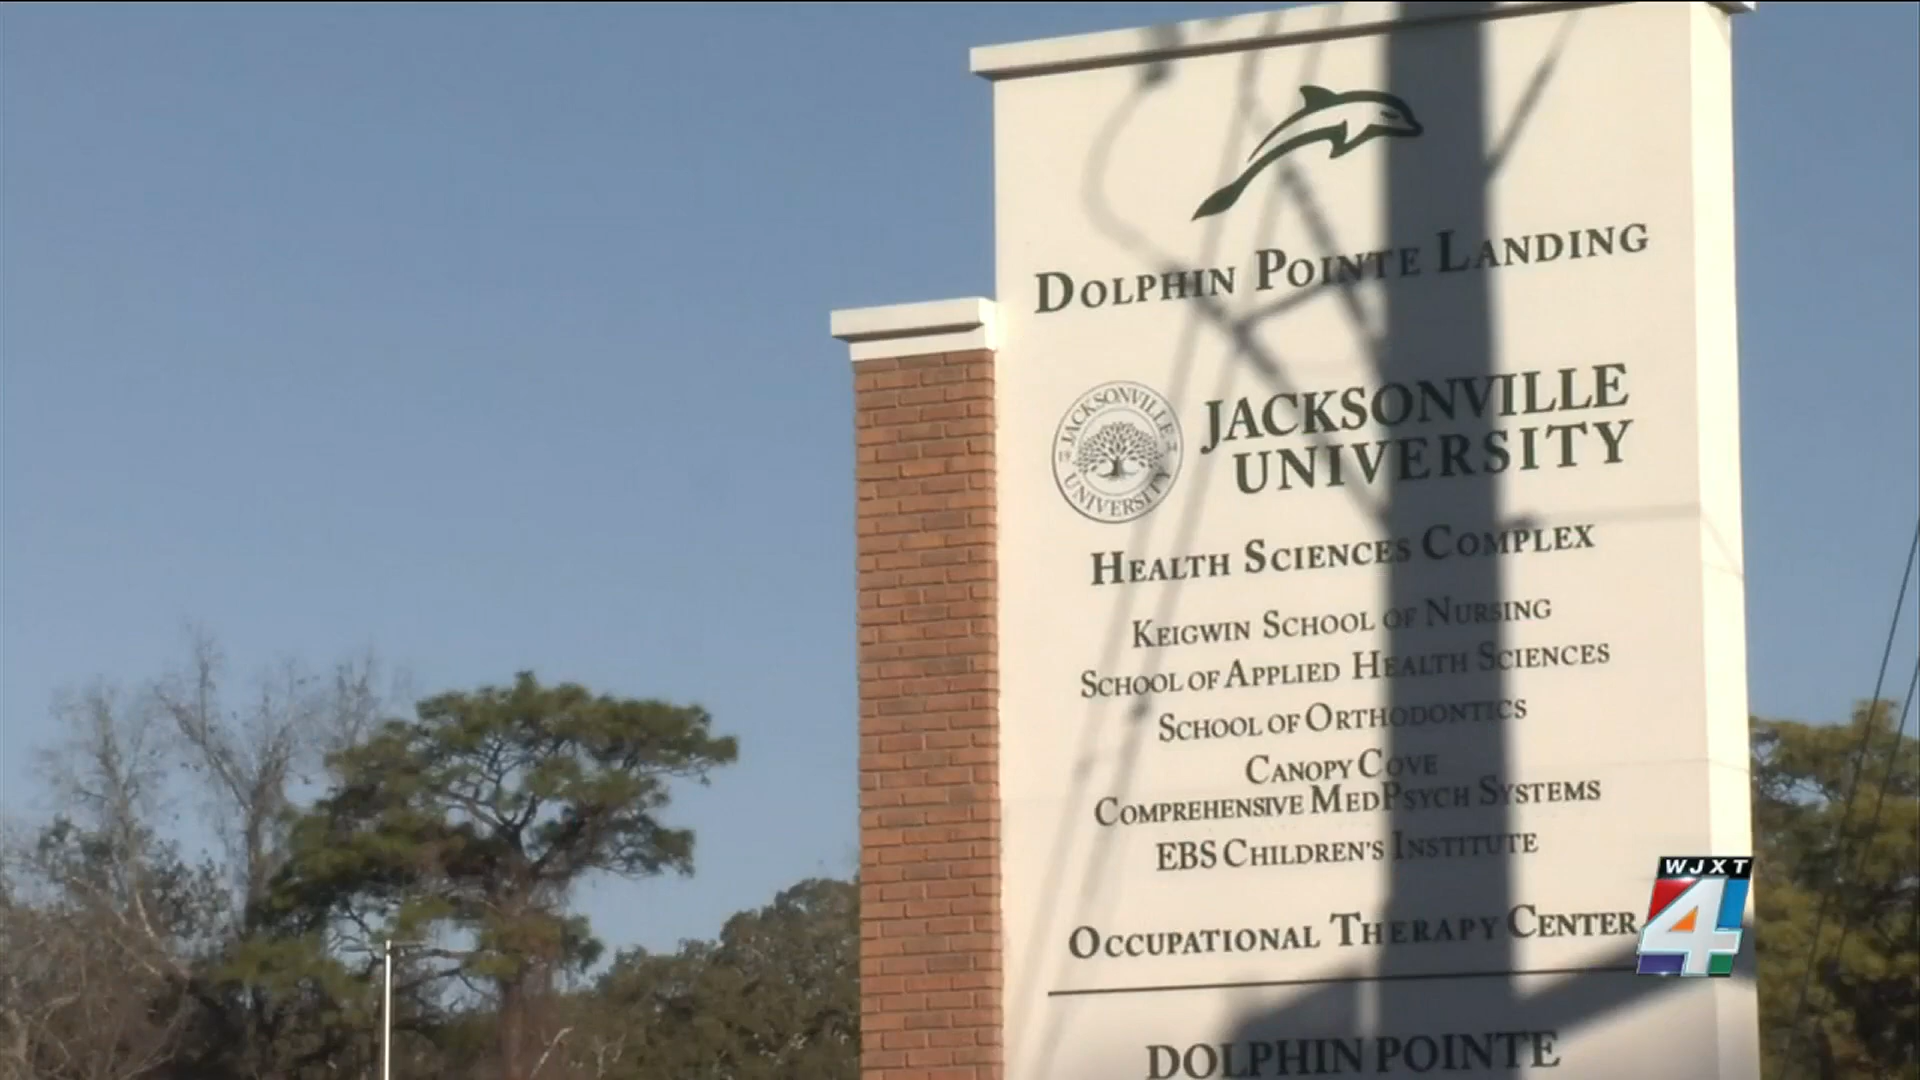 DOLPHIN POINTE LANDING
JACKSONVILLE
UNIVERSITY
JACKSONVILLE
UNIVERSITY
HEALTH SCIENCES COMPLEX
KEIGWIN SCHOOL OF NURSING
SCHOOL OF APPLIED HEALTH SCIENCES
SCHOOL OF ORTHODONTICS
CANOPY COVE
COMPREHENSIVE MEDPSYCH SYSTEMS
EBS CHILDREN'S INSTITUTE
OCCUPATIONAL THERAPY CENTER
WJXT
4
DOLPHIN POINTE